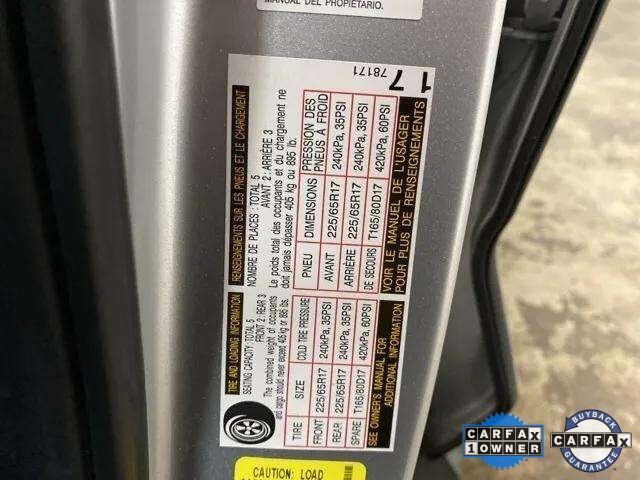 MANUAL DEL PROPIETARIO.
TIRE AND LOADING INFORMATION
SEATING CAPACITY: TOTAL 5
FRONT 2: REAR 3
The combined weight of occupants
and cargo should never exceed 405 kg or 895 lbs.
TIRE SIZE COLD TIRE PRESSURE
FRONT 225/65R17 240kPa, 35PSI
REAR 225/65R17 240kPa, 35PSI
SPARE T165/80D17 420kPa, 60PSI
SEE OWNER'S MANUAL FOR
ADDITIONAL INFORMATION
RENSEIGNEMENTS SUR LES PNEUS ET LE CHARGEMENT
NOMBRE DE PLACES : TOTAL 5
AVANT 2: ARRIÈRE 3
Le poids total des occupants et du chargement ne
doit jamais dépasser 405 kg ou 895 lb.
PNEU DIMENSIONS PRESSION DES
PNEUS À FROID
AVANT 225/65R17 240kPa, 35PSI
ARRIÈRE 225/65R17 240kPa, 35PSI
DE SECOURS T165/80D17 420kPa, 60PSI
VOIR LE MANUEL DE L'USAGER
POUR PLUS DE RENSEIGNEMENTS
1 7
78171
CAUTION: LOAD
CARFAX
1 OWNER
BUYBACK
CARFAX
GUARANTEE